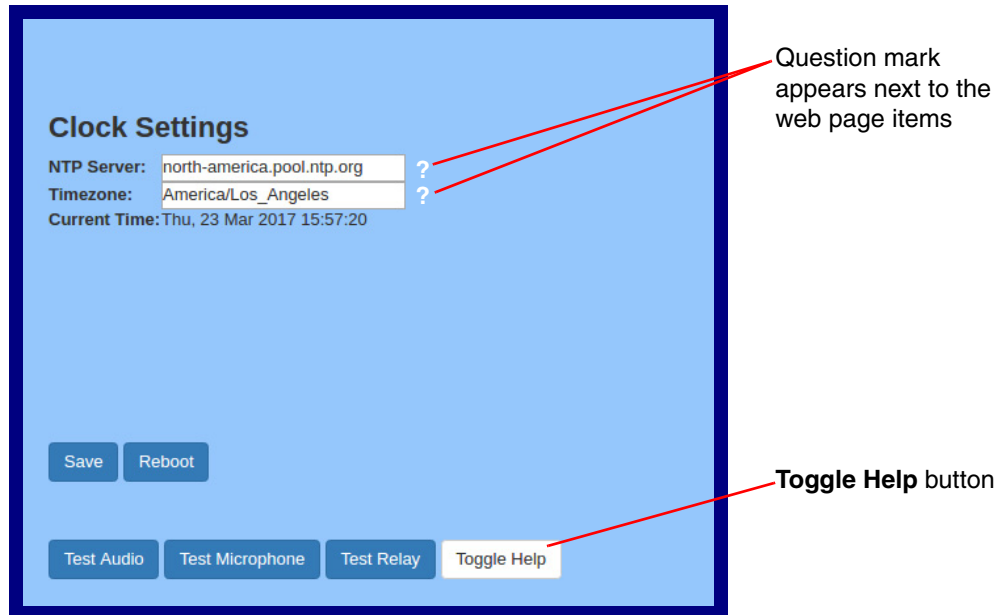 Question mark
appears next to the
web page items
Clock Settings
NTP Server: north-america.pool.ntp.org ?
Timezone: America/Los_Angeles ?
Current Time: Thu, 23 Mar 2017 15:57:20
Save Reboot
Toggle Help button
Test Audio Test Microphone Test Relay Toggle Help